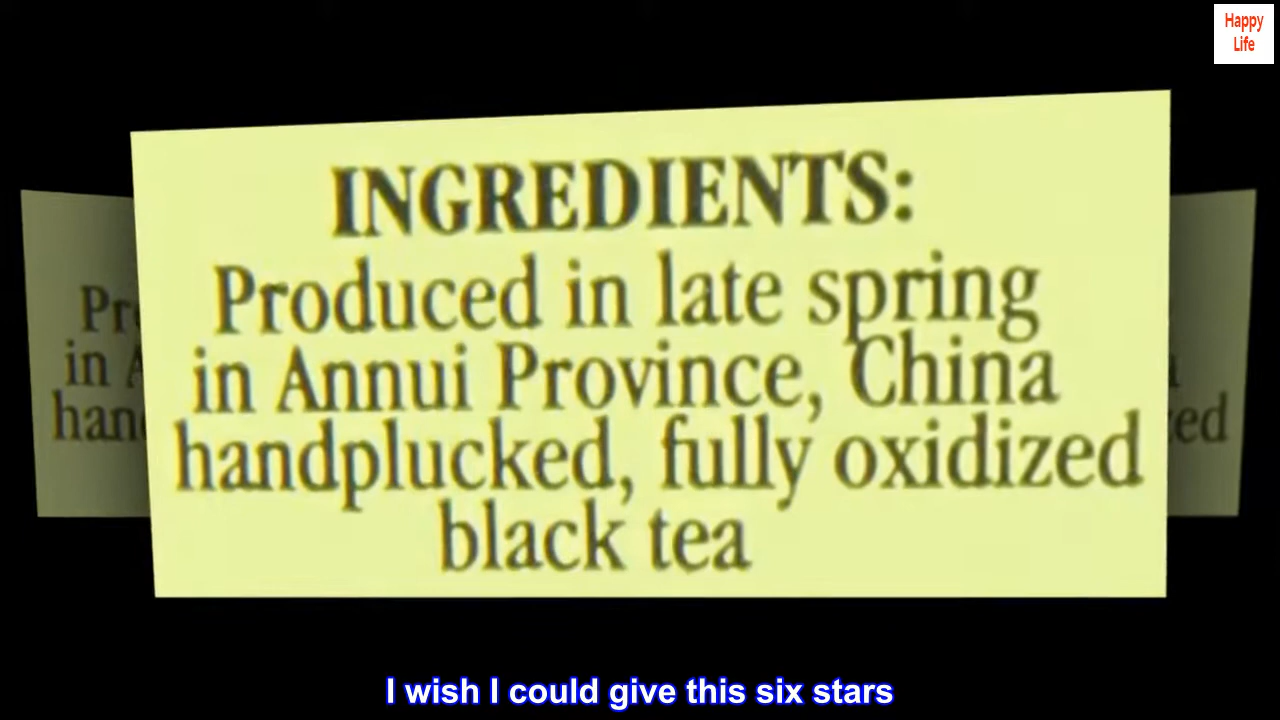 Happy
Life
INGREDIENTS:
Produced in late spring
in Annui Province, China
handplucked, fully oxidized
black tea
I wish I could give this six stars